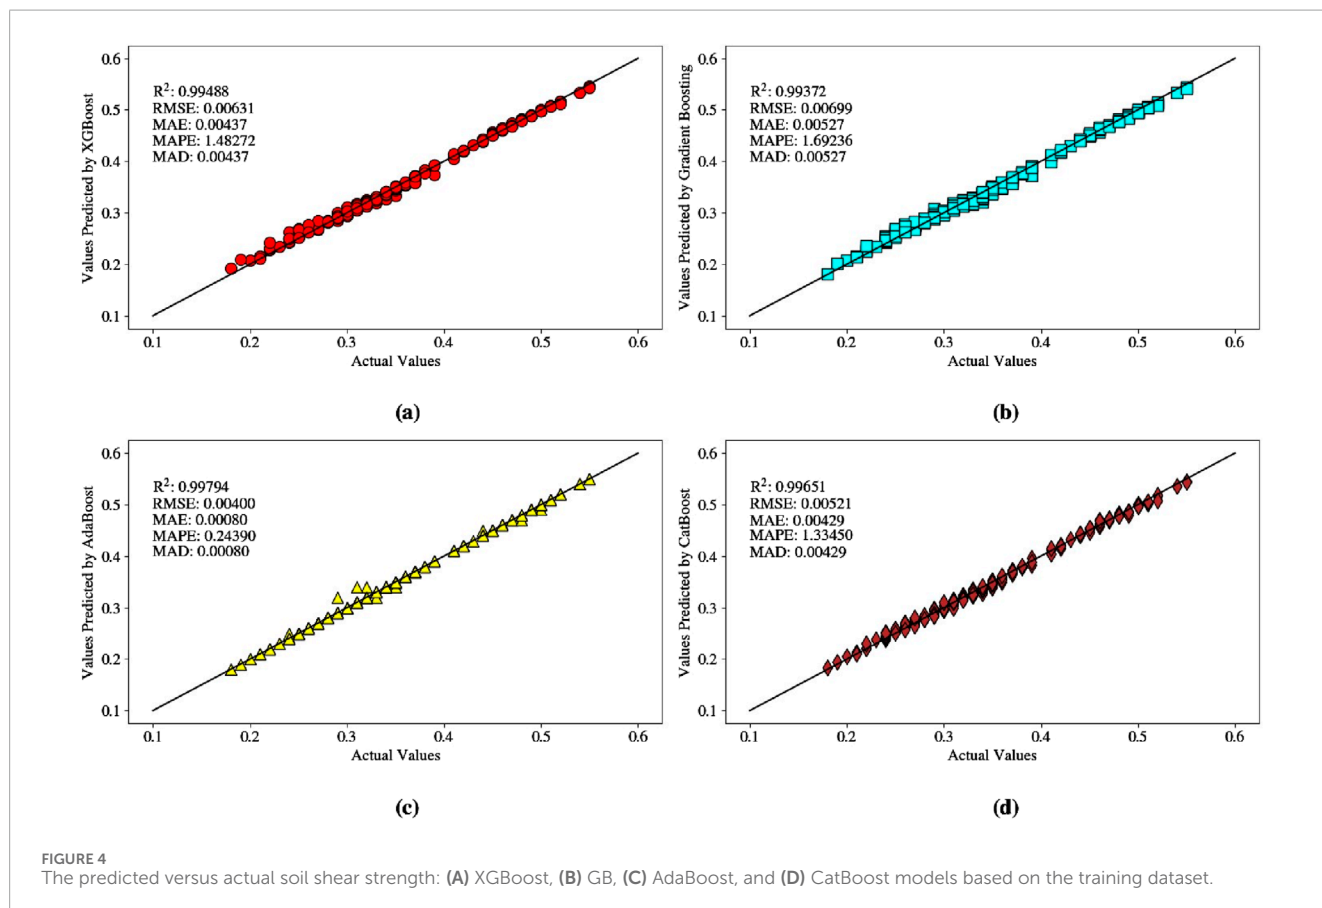 0.6
0.5
0.4
0.3
0.2
0.1
Values Predicted by XGBoost
R²: 0.99488
RMSE: 0.00631
MAE: 0.00437
MAPE: 1.48272
MAD: 0.00437
0.1 0.2 0.3 0.4 0.5 0.6
Actual Values
(a)
0.6
0.5
0.4
0.3
0.2
0.1
Values Predicted by Gradient Boosting
R²: 0.99372
RMSE: 0.00699
MAE: 0.00527
MAPE: 1.69236
MAD: 0.00527
0.1 0.2 0.3 0.4 0.5 0.6
Actual Values
(b)
0.6
0.5
0.4
0.3
0.2
0.1
Values Predicted by AdaBoost
R²: 0.99794
RMSE: 0.00400
MAE: 0.00080
MAPE: 0.24390
MAD: 0.00080
0.1 0.2 0.3 0.4 0.5 0.6
Actual Values
(c)
0.6
0.5
0.4
0.3
0.2
0.1
Values Predicted by CatBoost
R²: 0.99651
RMSE: 0.00521
MAE: 0.00429
MAPE: 1.33450
MAD: 0.00429
0.1 0.2 0.3 0.4 0.5 0.6
Actual Values
(d)
FIGURE 4
The predicted versus actual soil shear strength: (A) XGBoost, (B) GB, (C) AdaBoost, and (D) CatBoost models based on the training dataset.